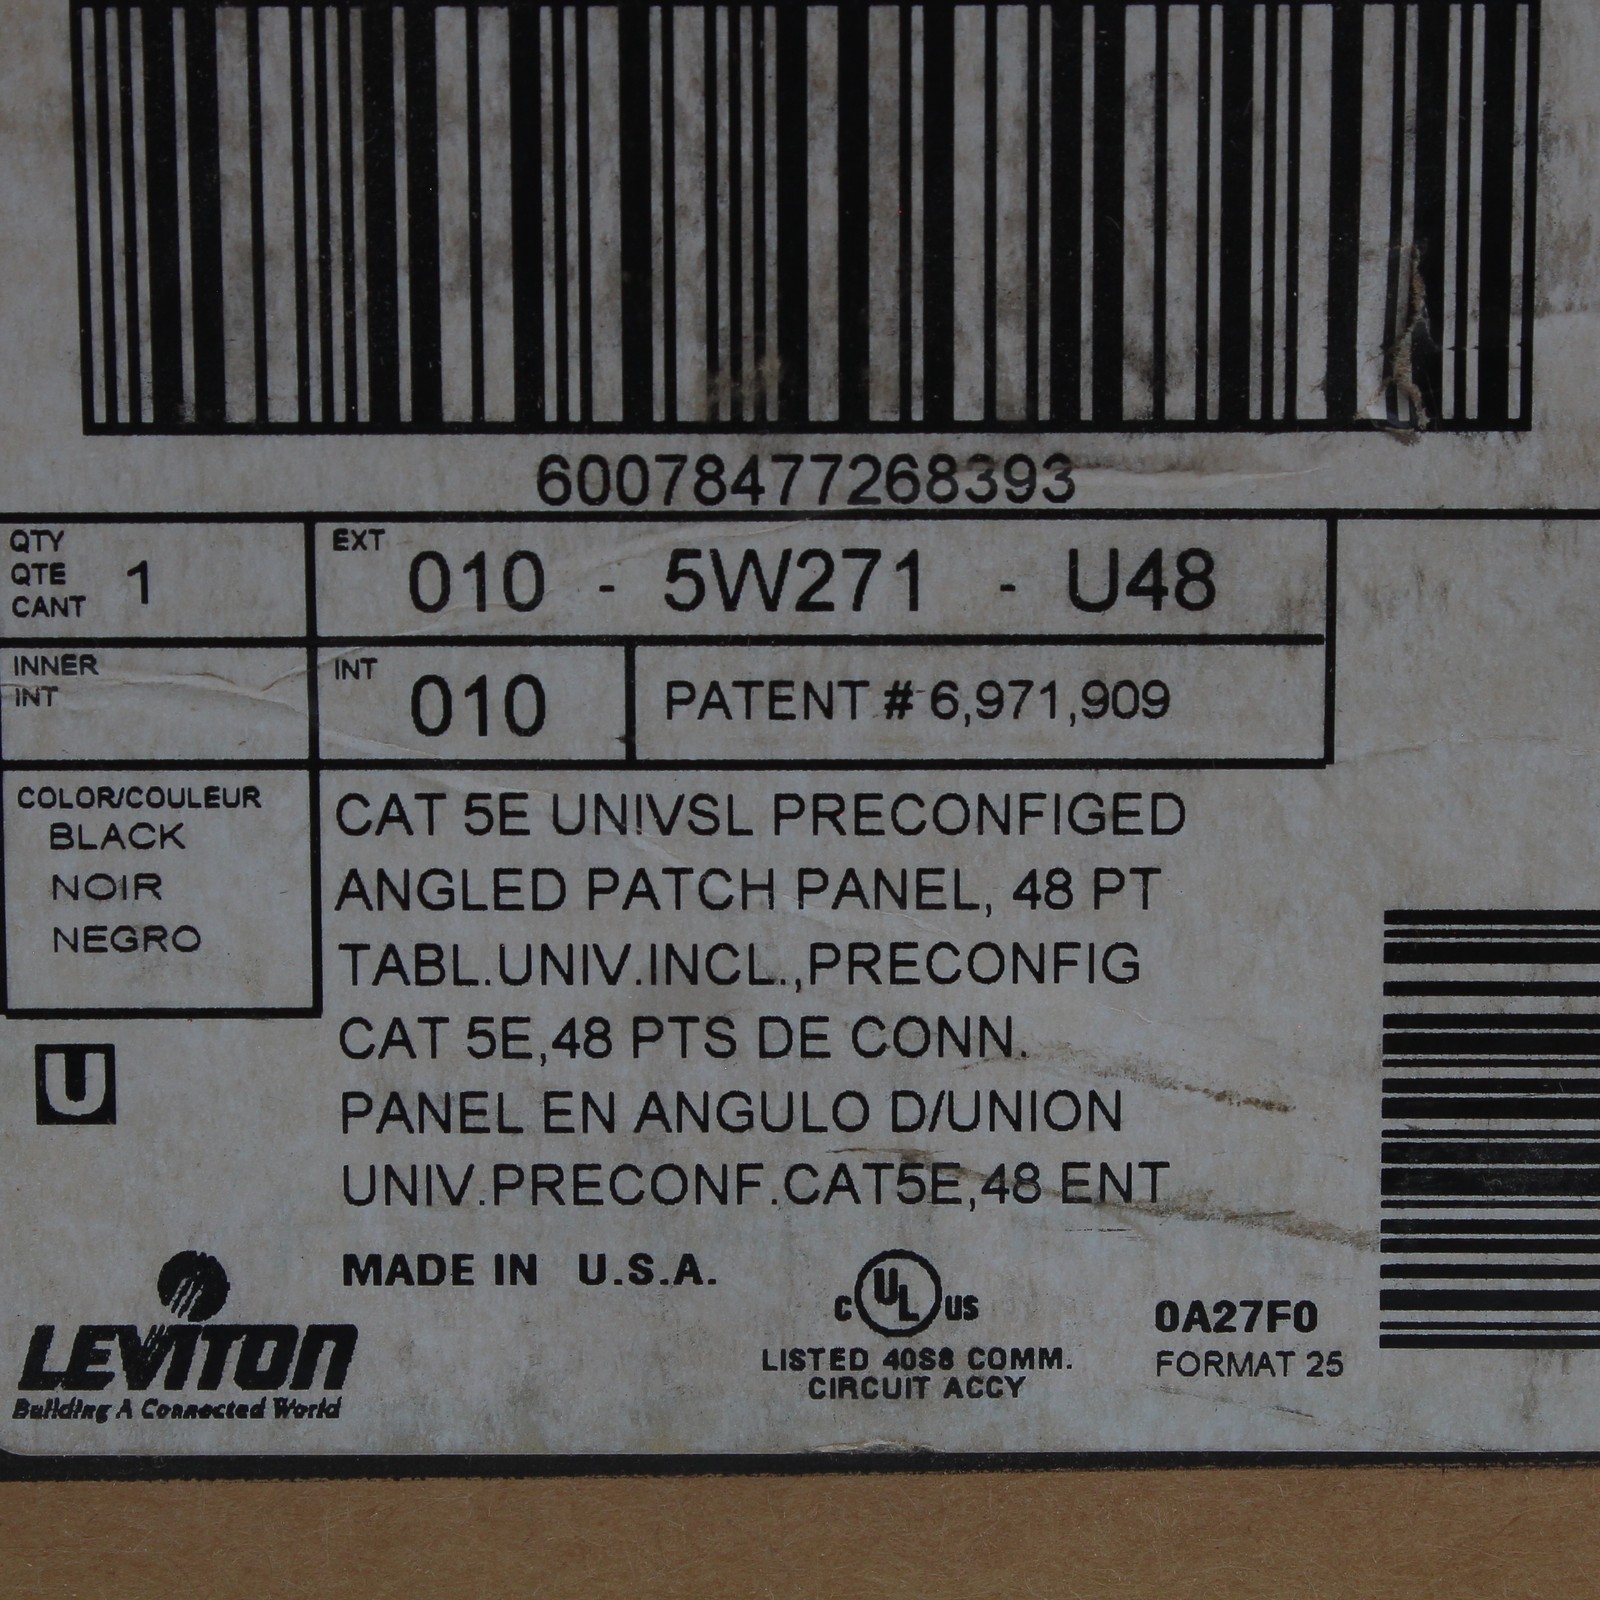 60078477268393
QTY
QTE
CANT
1
EXT
010 - 5W271 - U48
INNER
INT
INT
010
PATENT # 6,971,909
COLOR/COULEUR
BLACK
NOIR
NEGRO
CAT 5E UNIVSL PRECONFIGED
ANGLED PATCH PANEL, 48 PT
TABL.UNIV.INCL.,PRECONFIG
CAT 5E,48 PTS DE CONN.
PANEL EN ANGULO D/UNION
UNIV.PRECONF.CAT5E,48 ENT
U
MADE IN U.S.A.
LEVITON
Building A Connected World
C UL US
LISTED 40S8 COMM.
CIRCUIT ACCY
0A27F0
FORMAT 25